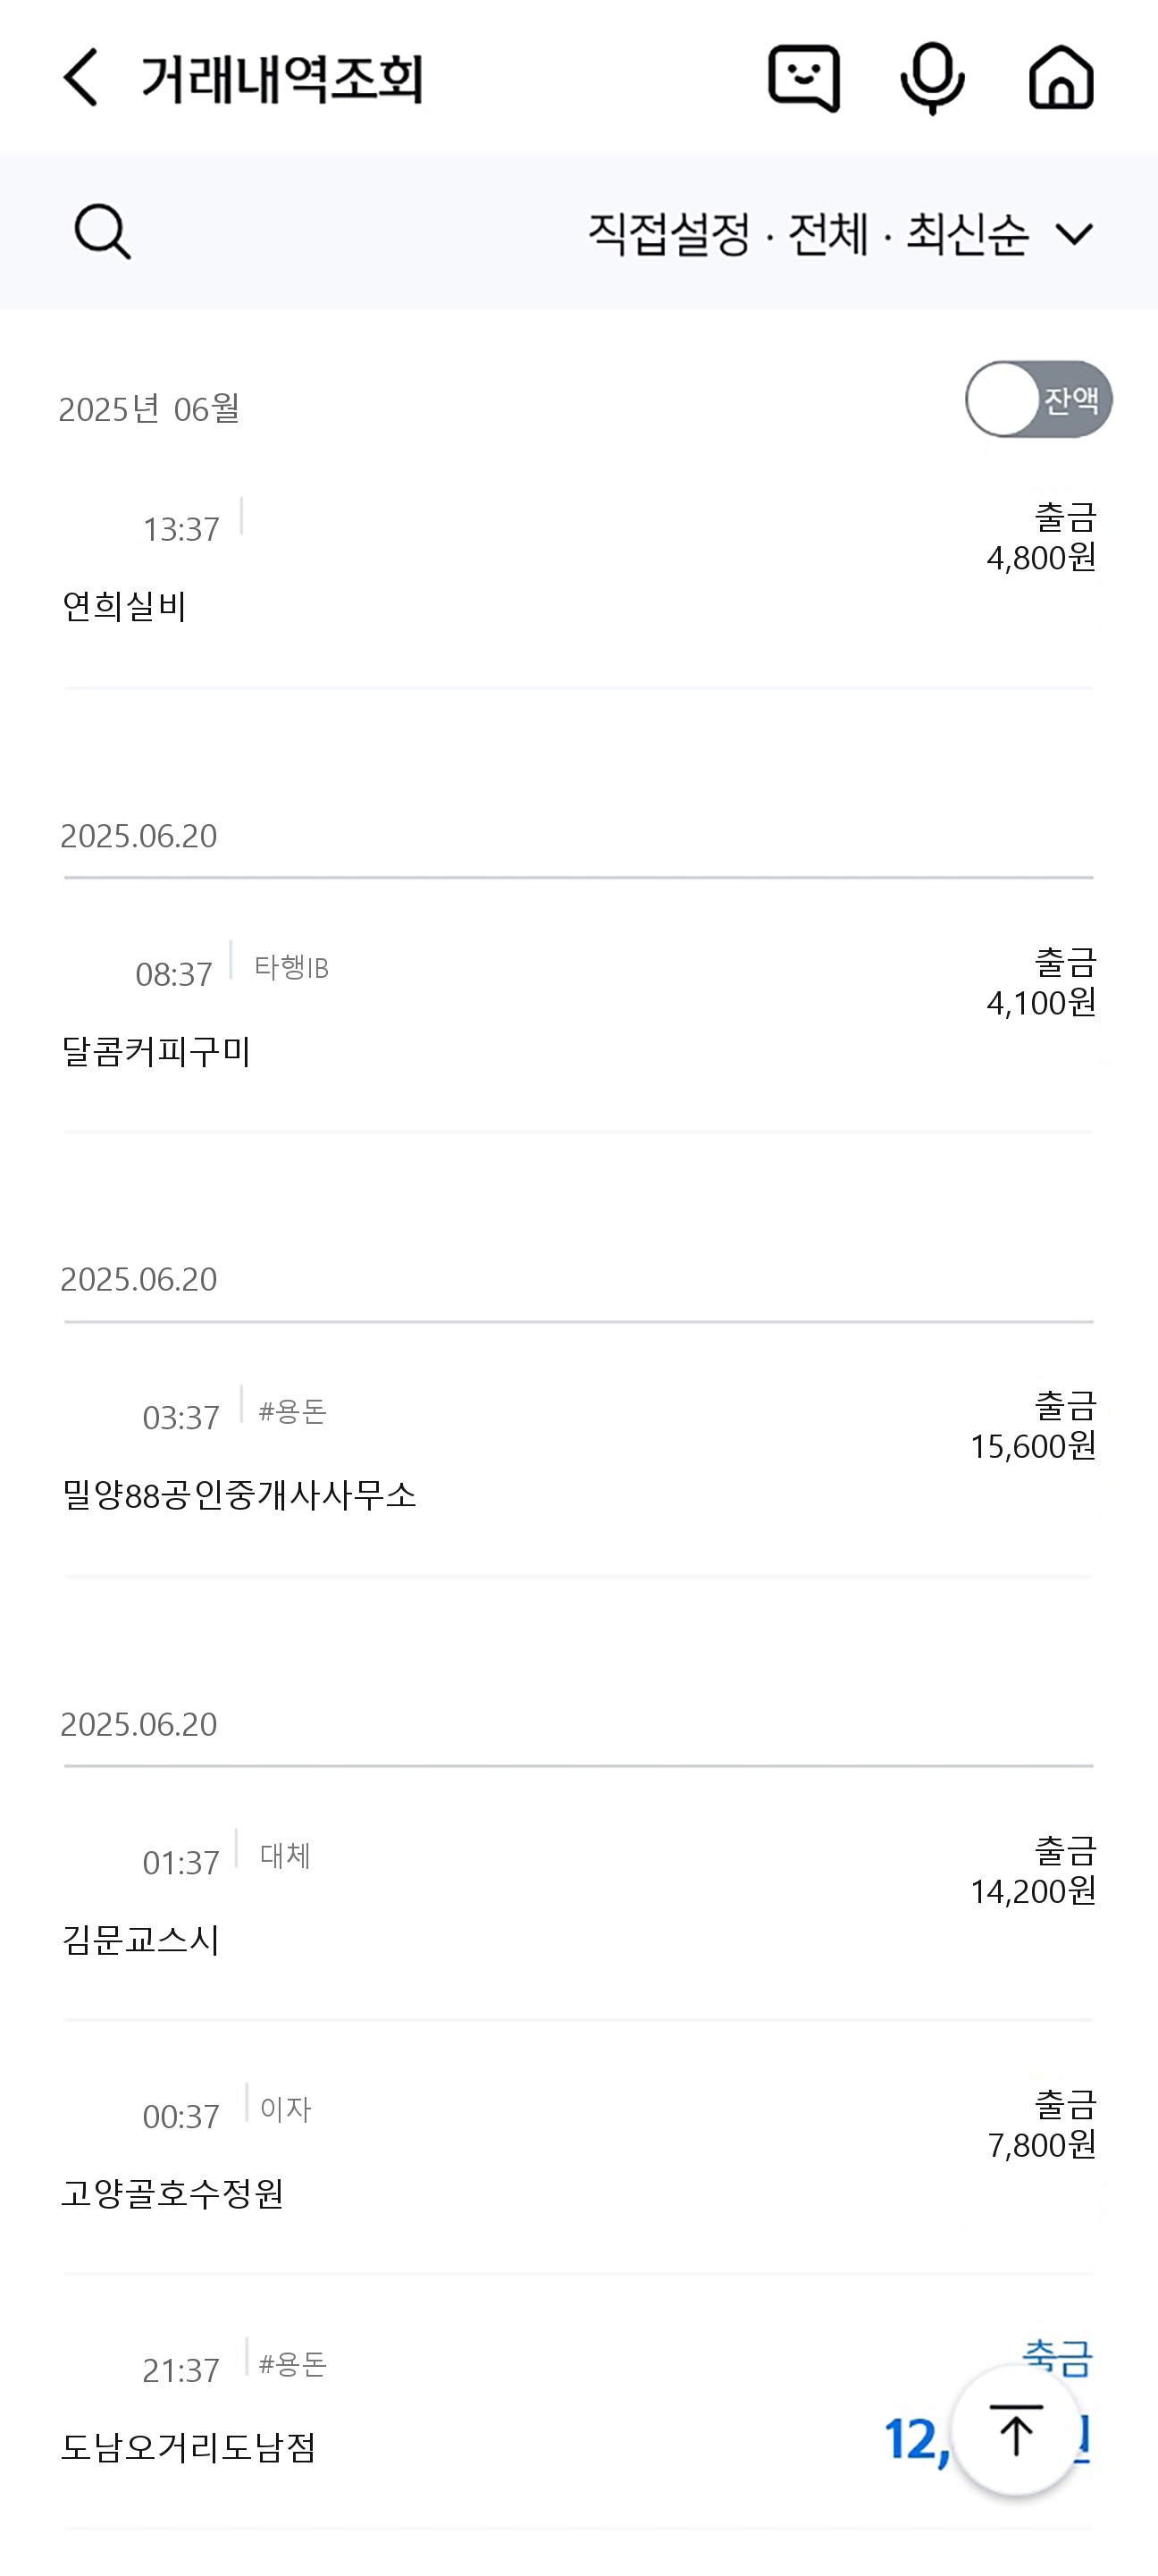 거래내역조회
직접설정 · 전체 · 최신순
2025년 06월
잔액
13:37
출금
4,800원
연희실비
2025.06.20
08:37 타행IB
출금
4,100원
달콤커피구미
2025.06.20
03:37 #용돈
출금
15,600원
밀양88공인중개사사무소
2025.06.20
01:37 대체
출금
14,200원
김문교스시
00:37 이자
출금
7,800원
고양골호수정원
21:37 #용돈
출금
12,
도남오거리도남점